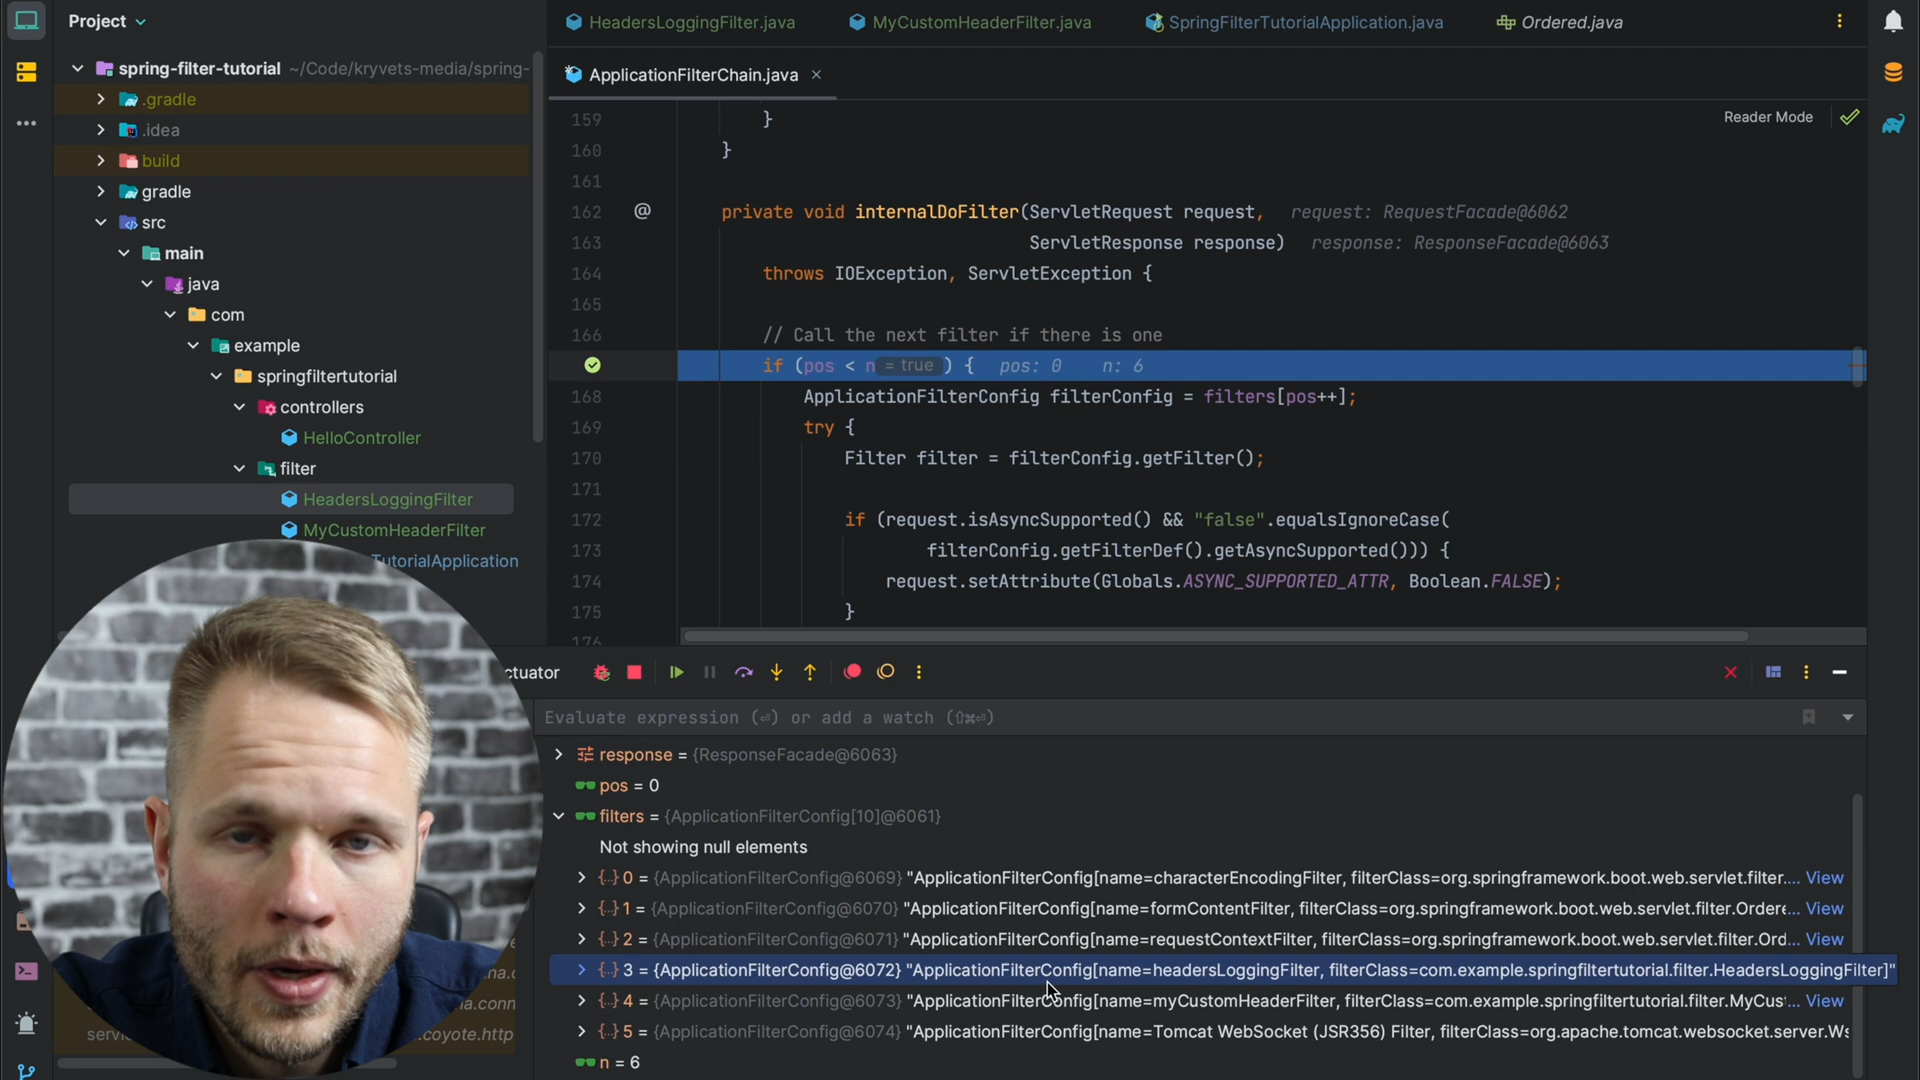 Project
spring-filter-tutorial ~/Code/kryvets-media/spring-
.gradle
.idea
build
gradle
src
main
java
com
example
springfiltertutorial
controllers
HelloController
filter
HeadersLoggingFilter
MyCustomHeaderFilter
TutorialApplication
HeadersLoggingFilter.java
MyCustomHeaderFilter.java
SpringFilterTutorialApplication.java
Ordered.java
ApplicationFilterChain.java
Reader Mode
159 }
160 }
161
162 @ private void internalDoFilter(ServletRequest request, request: RequestFacade@6062
163 ServletResponse response) response: ResponseFacade@6063
164 throws IOException, ServletException {
165
166 // Call the next filter if there is one
if (pos < n = true ) { pos: 0 n: 6
168 ApplicationFilterConfig filterConfig = filters[pos++];
169 try {
170 Filter filter = filterConfig.getFilter();
171
172 if (request.isAsyncSupported() && "false".equalsIgnoreCase(
173 filterConfig.getFilterDef().getAsyncSupported())) {
174 request.setAttribute(Globals.ASYNC_SUPPORTED_ATTR, Boolean.FALSE);
175 }
176
ctuator
Evaluate expression (⏎) or add a watch (⇧⌘⏎)
response = {ResponseFacade@6063}
pos = 0
filters = {ApplicationFilterConfig[10]@6061}
Not showing null elements
{...} 0 = {ApplicationFilterConfig@6069} "ApplicationFilterConfig[name=characterEncodingFilter, filterClass=org.springframework.boot.web.servlet.filter.... View
{...} 1 = {ApplicationFilterConfig@6070} "ApplicationFilterConfig[name=formContentFilter, filterClass=org.springframework.boot.web.servlet.filter.Ordere... View
{...} 2 = {ApplicationFilterConfig@6071} "ApplicationFilterConfig[name=requestContextFilter, filterClass=org.springframework.boot.web.servlet.filter.Ord... View
{...} 3 = {ApplicationFilterConfig@6072} "ApplicationFilterConfig[name=headersLoggingFilter, filterClass=com.example.springfiltertutorial.filter.HeadersLoggingFilter]"
{...} 4 = {ApplicationFilterConfig@6073} "ApplicationFilterConfig[name=myCustomHeaderFilter, filterClass=com.example.springfiltertutorial.filter.MyCus... View
{...} 5 = {ApplicationFilterConfig@6074} "ApplicationFilterConfig[name=Tomcat WebSocket (JSR356) Filter, filterClass=org.apache.tomcat.websocket.server.Ws
n = 6
na.c
a.conn
servi
coyote.http